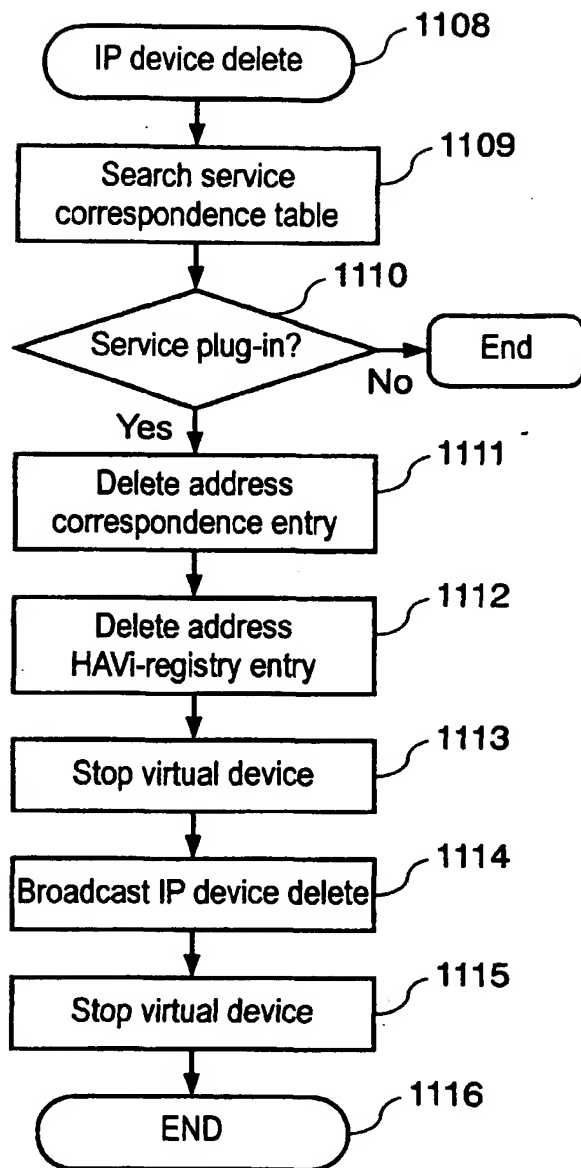 1108
IP device delete
1109
Search service
correspondence table
1110
Service plug-in?
End
No
Yes
1111
Delete address
correspondence entry
1112
Delete address
HAVi-registry entry
1113
Stop virtual device
1114
Broadcast IP device delete
1115
Stop virtual device
1116
END